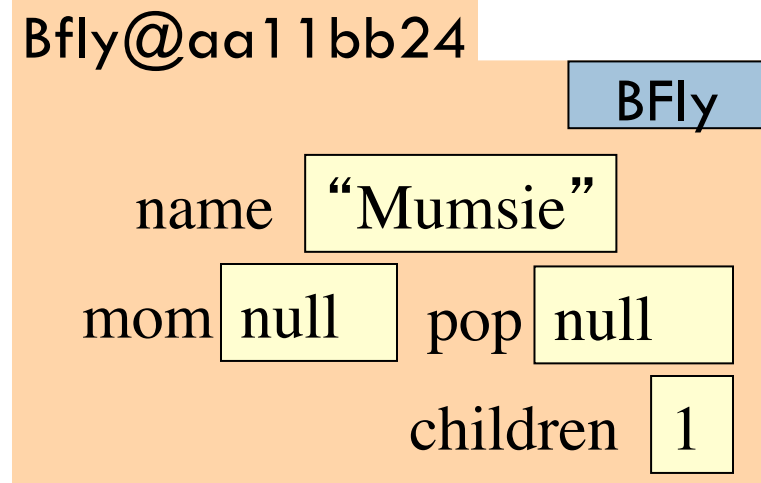 Bfly@aa11bb24
BFly
name “Mumsie”
mom null pop null
children 1